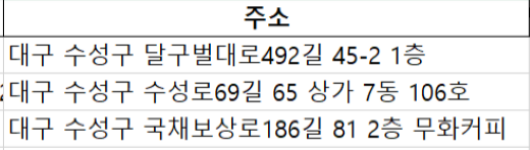 주소
대구 수성구 달구벌대로492길 45-2 1층
대구 수성구 수성로69길 65 상가 7동 106호
대구 수성구 국채보상로186길 81 2층 무화커피